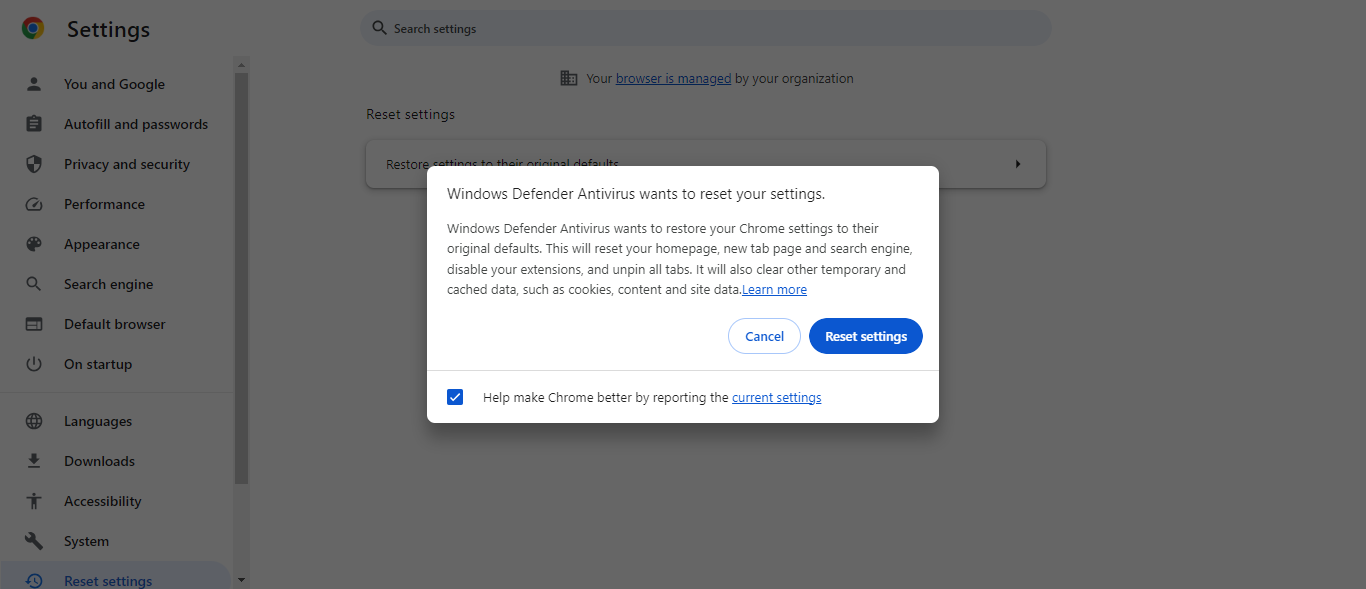 Settings
Search settings
You and Google
Autofill and passwords
Privacy and security
Performance
Appearance
Search engine
Default browser
On startup
Languages
Downloads
Accessibility
System
Reset settings
Your browser is managed by your organization
Reset settings
Restore settings to their original defaults
Windows Defender Antivirus wants to reset your settings.
Windows Defender Antivirus wants to restore your Chrome settings to their
original defaults. This will reset your homepage, new tab page and search engine,
disable your extensions, and unpin all tabs. It will also clear other temporary and
cached data, such as cookies, content and site data.Learn more
Cancel
Reset settings
Help make Chrome better by reporting the current settings